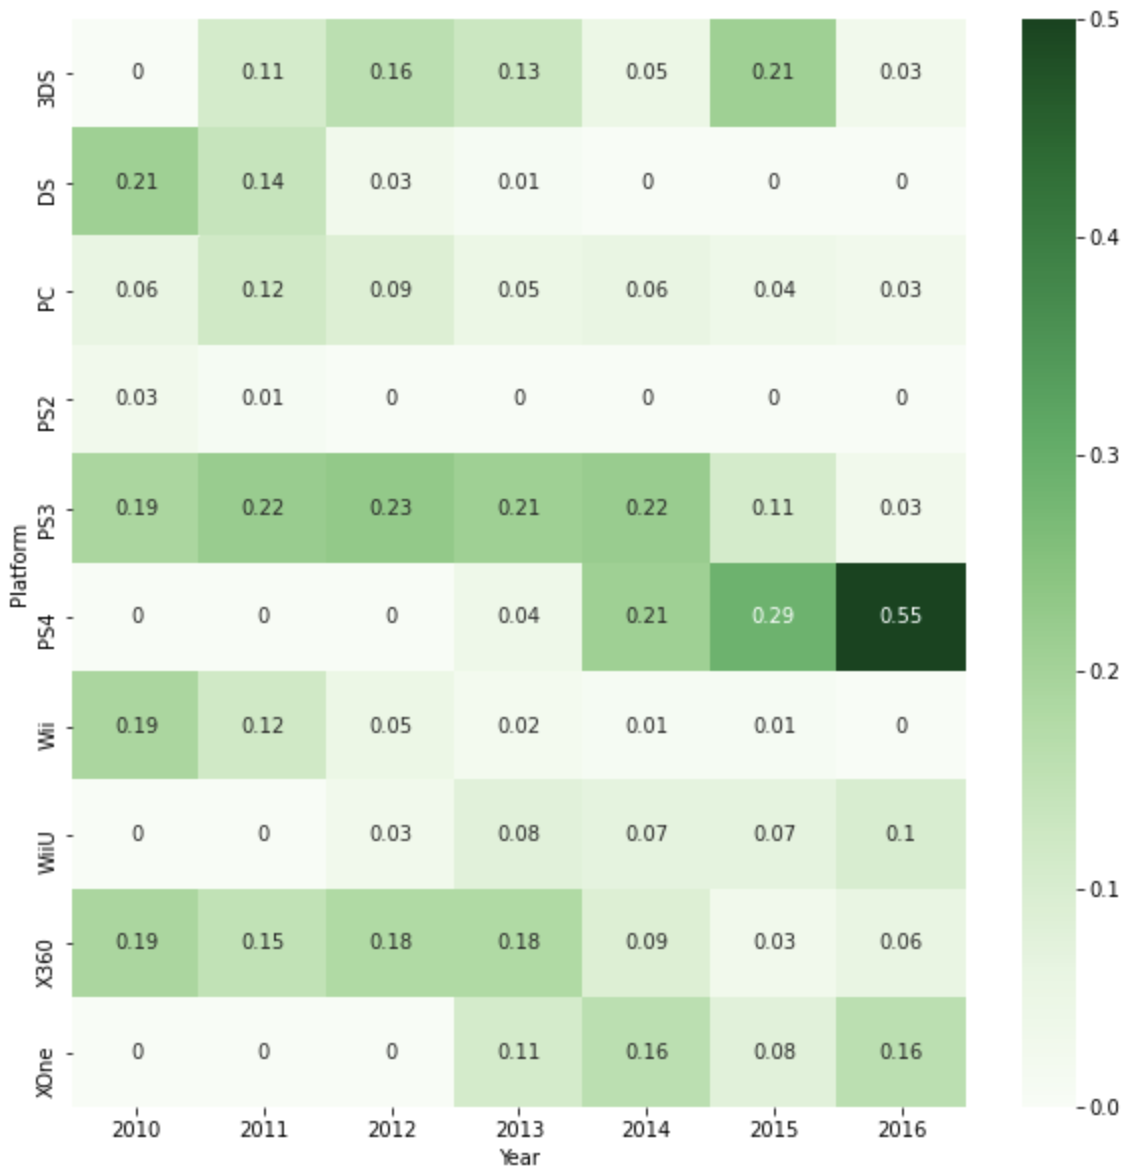 0.5
3DS 0 0.11 0.16 0.13 0.05 0.21 0.03
DS 0.21 0.14 0.03 0.01 0 0 0
0.4
PC 0.06 0.12 0.09 0.05 0.06 0.04 0.03
PS2 0.03 0.01 0 0 0 0 0
0.3
PS3 0.19 0.22 0.23 0.21 0.22 0.11 0.03
Platform
PS4 0 0 0 0.04 0.21 0.29 0.55
0.2
Wii 0.19 0.12 0.05 0.02 0.01 0.01 0
WiiU 0 0 0.03 0.08 0.07 0.07 0.1
0.1
X360 0.19 0.15 0.18 0.18 0.09 0.03 0.06
XOne 0 0 0 0.11 0.16 0.08 0.16
0.0
2010 2011 2012 2013 2014 2015 2016
Year